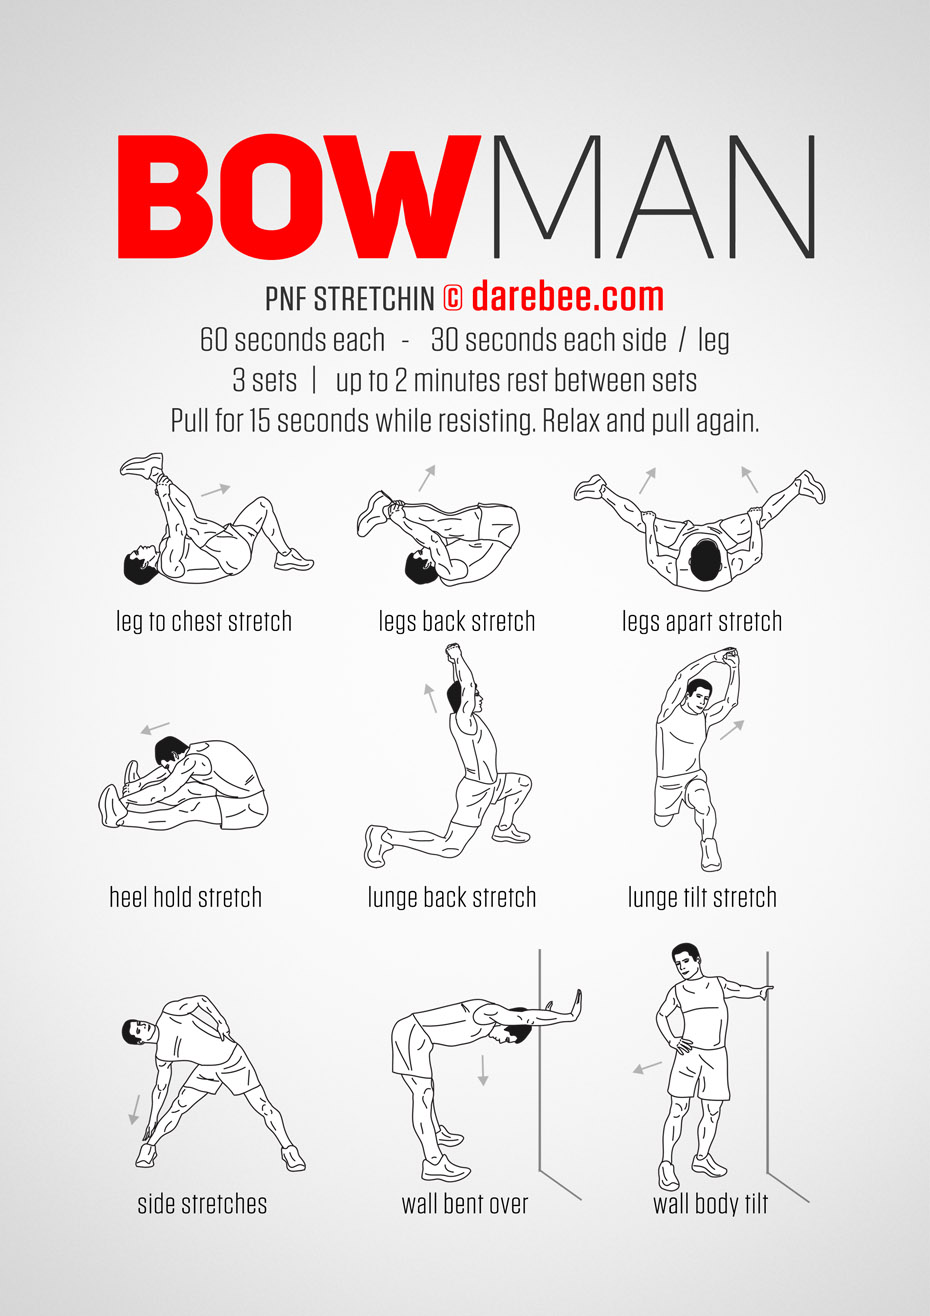 BOWMAN
PNF STRETCHIN © darebee.com
60 seconds each - 30 seconds each side / leg
3 sets | up to 2 minutes rest between sets
Pull for 15 seconds while resisting. Relax and pull again.
leg to chest stretch
legs back stretch
legs apart stretch
heel hold stretch
lunge back stretch
lunge tilt stretch
side stretches
wall bent over
wall body tilt